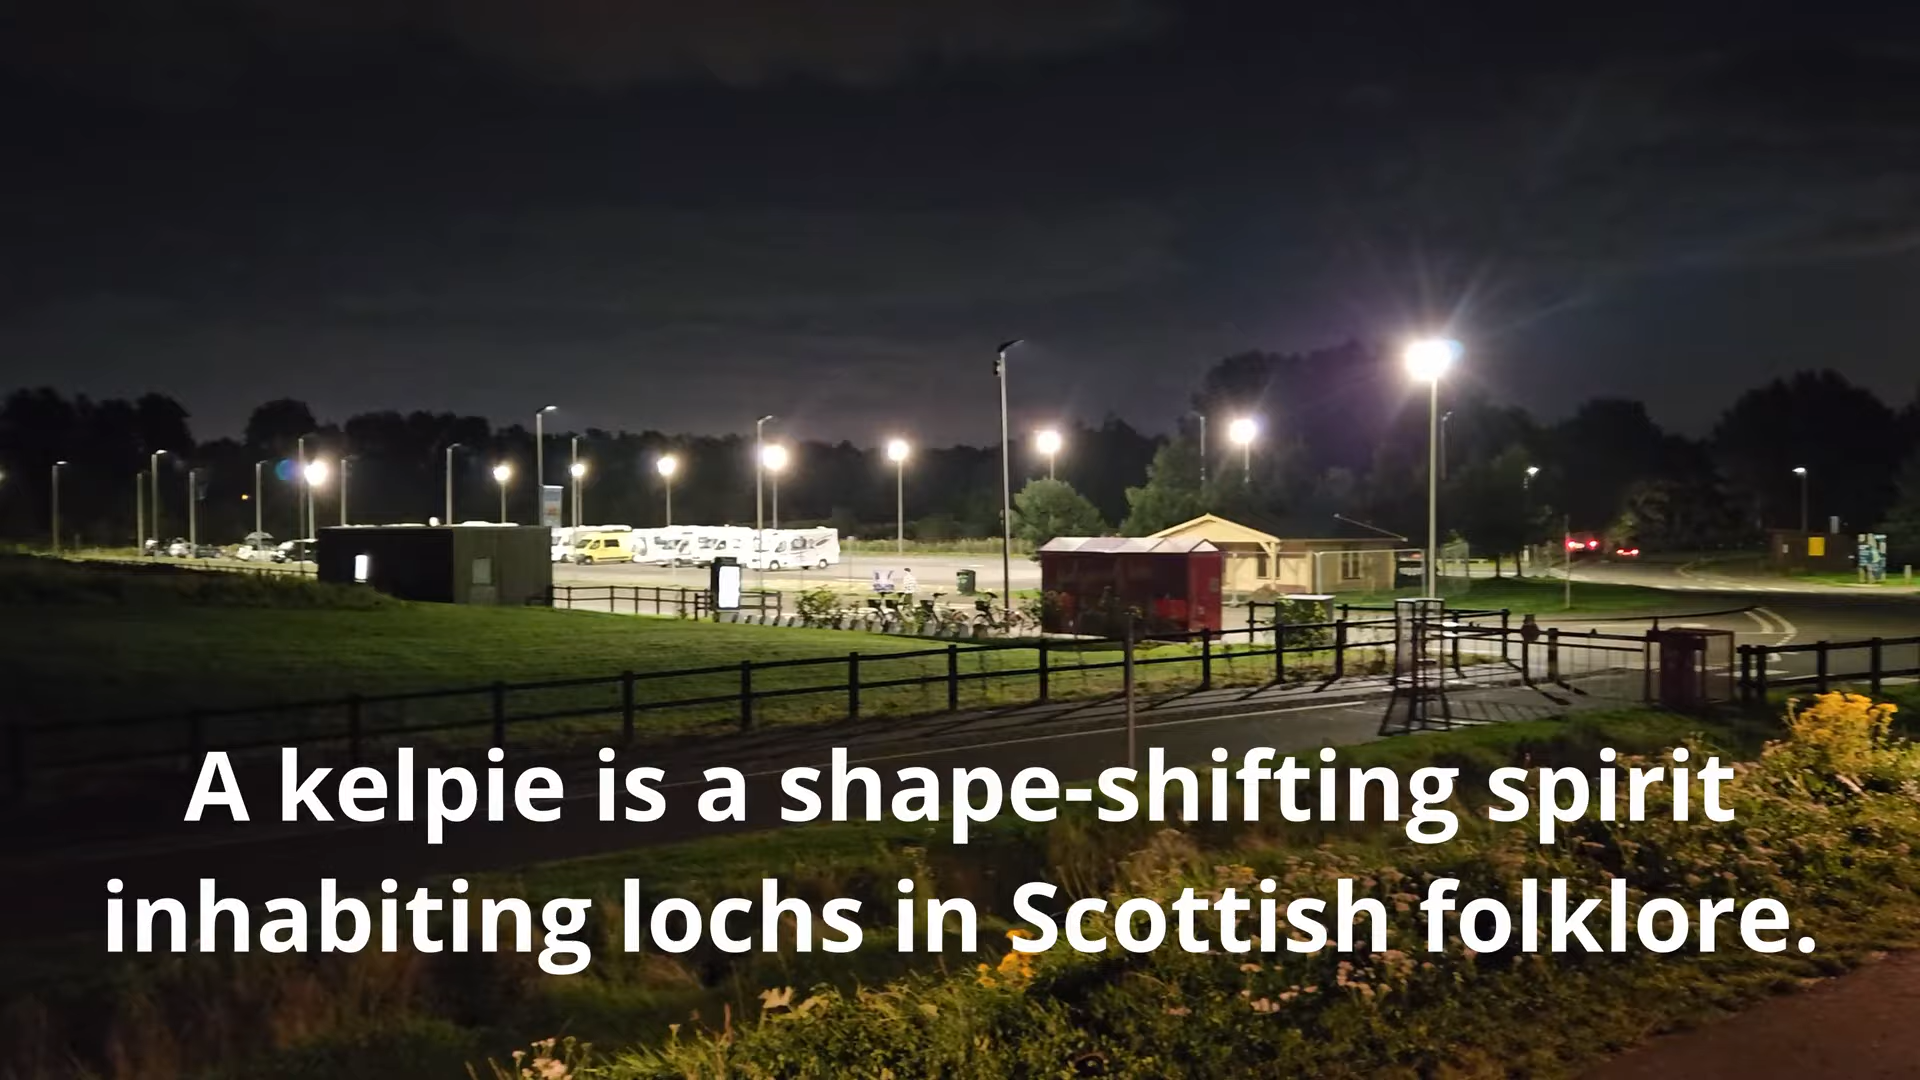 A kelpie is a shape-shifting spirit
inhabiting lochs in Scottish folklore.